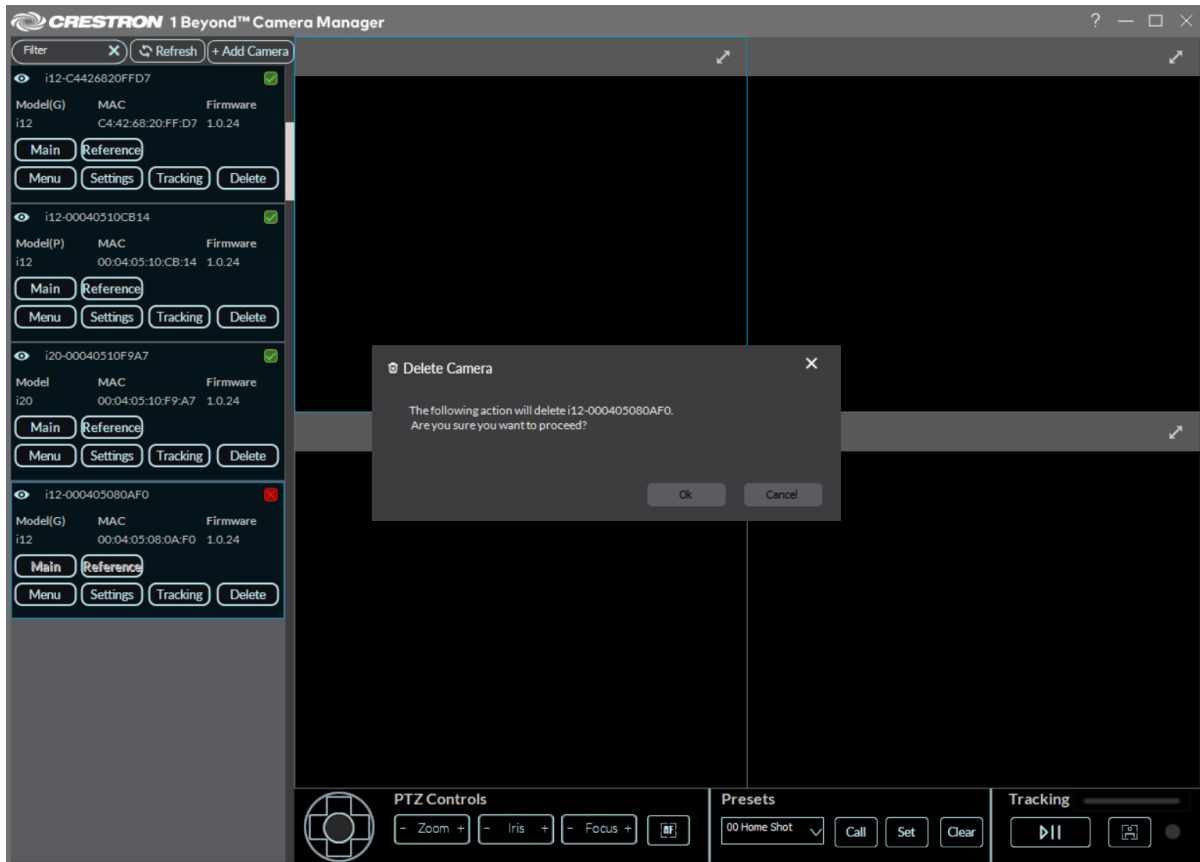 CRESTRON 1 Beyond™ Camera Manager ?
Filter Refresh + Add Camera
i12-C4426820FFD7
Model(G) MAC Firmware
i12 C4:42:68:20:FF:D7 1.0.24
Main Reference
Menu Settings Tracking Delete
i12-00040510CB14
Model(P) MAC Firmware
i12 00:04:05:10:CB:14 1.0.24
Main Reference
Menu Settings Tracking Delete
i20-00040510F9A7
Model MAC Firmware
i20 00:04:05:10:F9:A7 1.0.24
Main Reference
Menu Settings Tracking Delete
i12-000405080AF0
Model(G) MAC Firmware
i12 00:04:05:08:0A:F0 1.0.24
Main Reference
Menu Settings Tracking Delete
Delete Camera
The following action will delete i12-000405080AF0.
Are you sure you want to proceed?
Ok Cancel
PTZ Controls
- Zoom + - Iris + - Focus + AF
Presets
00 Home Shot Call Set Clear
Tracking